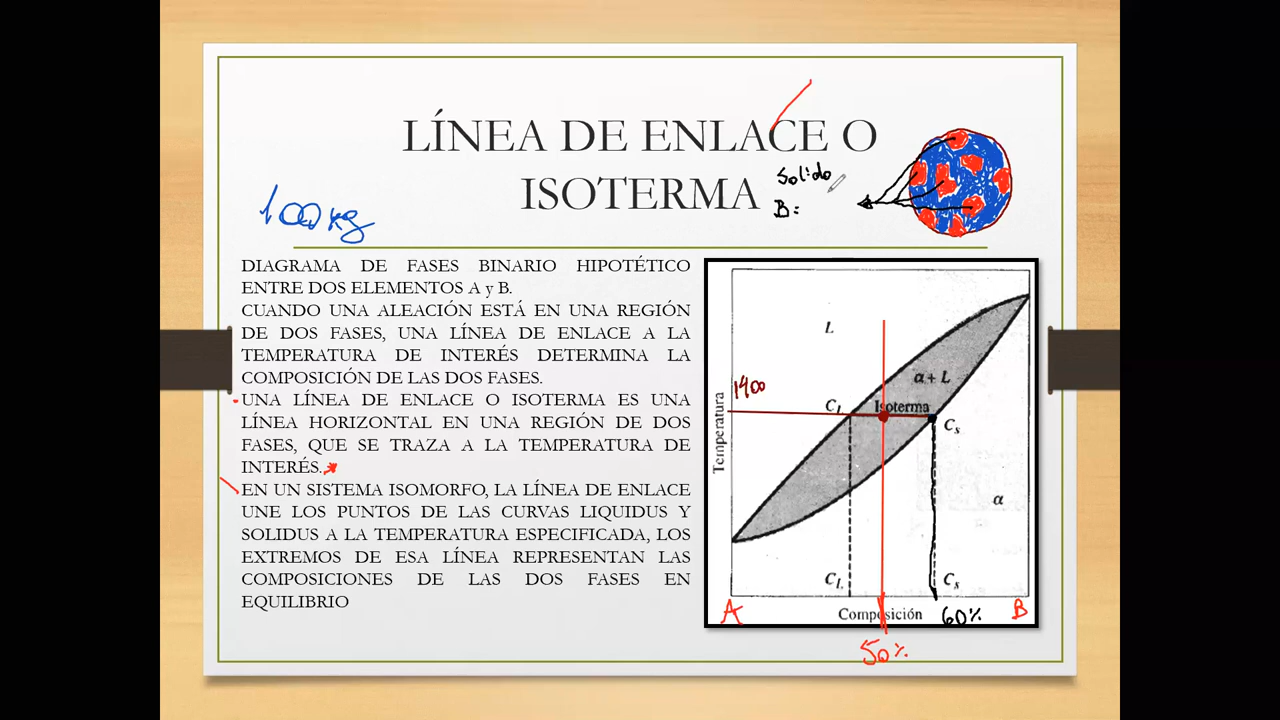 LÍNEA DE ENLACE O
ISOTERMA
Solido
B:
100 kg
DIAGRAMA DE FASES BINARIO HIPOTÉTICO
ENTRE DOS ELEMENTOS A y B.
CUANDO UNA ALEACIÓN ESTÁ EN UNA REGIÓN
DE DOS FASES, UNA LÍNEA DE ENLACE A LA
TEMPERATURA DE INTERÉS DETERMINA LA
COMPOSICIÓN DE LAS DOS FASES.
UNA LÍNEA DE ENLACE O ISOTERMA ES UNA
LÍNEA HORIZONTAL EN UNA REGIÓN DE DOS
FASES, QUE SE TRAZA A LA TEMPERATURA DE
INTERÉS.
EN UN SISTEMA ISOMORFO, LA LÍNEA DE ENLACE
UNE LOS PUNTOS DE LAS CURVAS LIQUIDUS Y
SOLIDUS A LA TEMPERATURA ESPECIFICADA, LOS
EXTREMOS DE ESA LÍNEA REPRESENTAN LAS
COMPOSICIONES DE LAS DOS FASES EN
EQUILIBRIO
L
α + L
1400
C_L Isoterma
C_s
Temperatura
α
C_L C_s
A Composición 60% B
50%